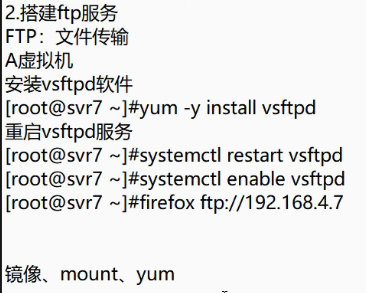 2.搭建ftp服务
FTP：文件传输
A虚拟机
安装vsftpd软件
[root@svr7 ~]#yum -y install vsftpd
重启vsftpd服务
[root@svr7 ~]#systemctl restart vsftpd
[root@svr7 ~]#systemctl enable vsftpd
[root@svr7 ~]#firefox ftp://192.168.4.7
镜像、mount、yum